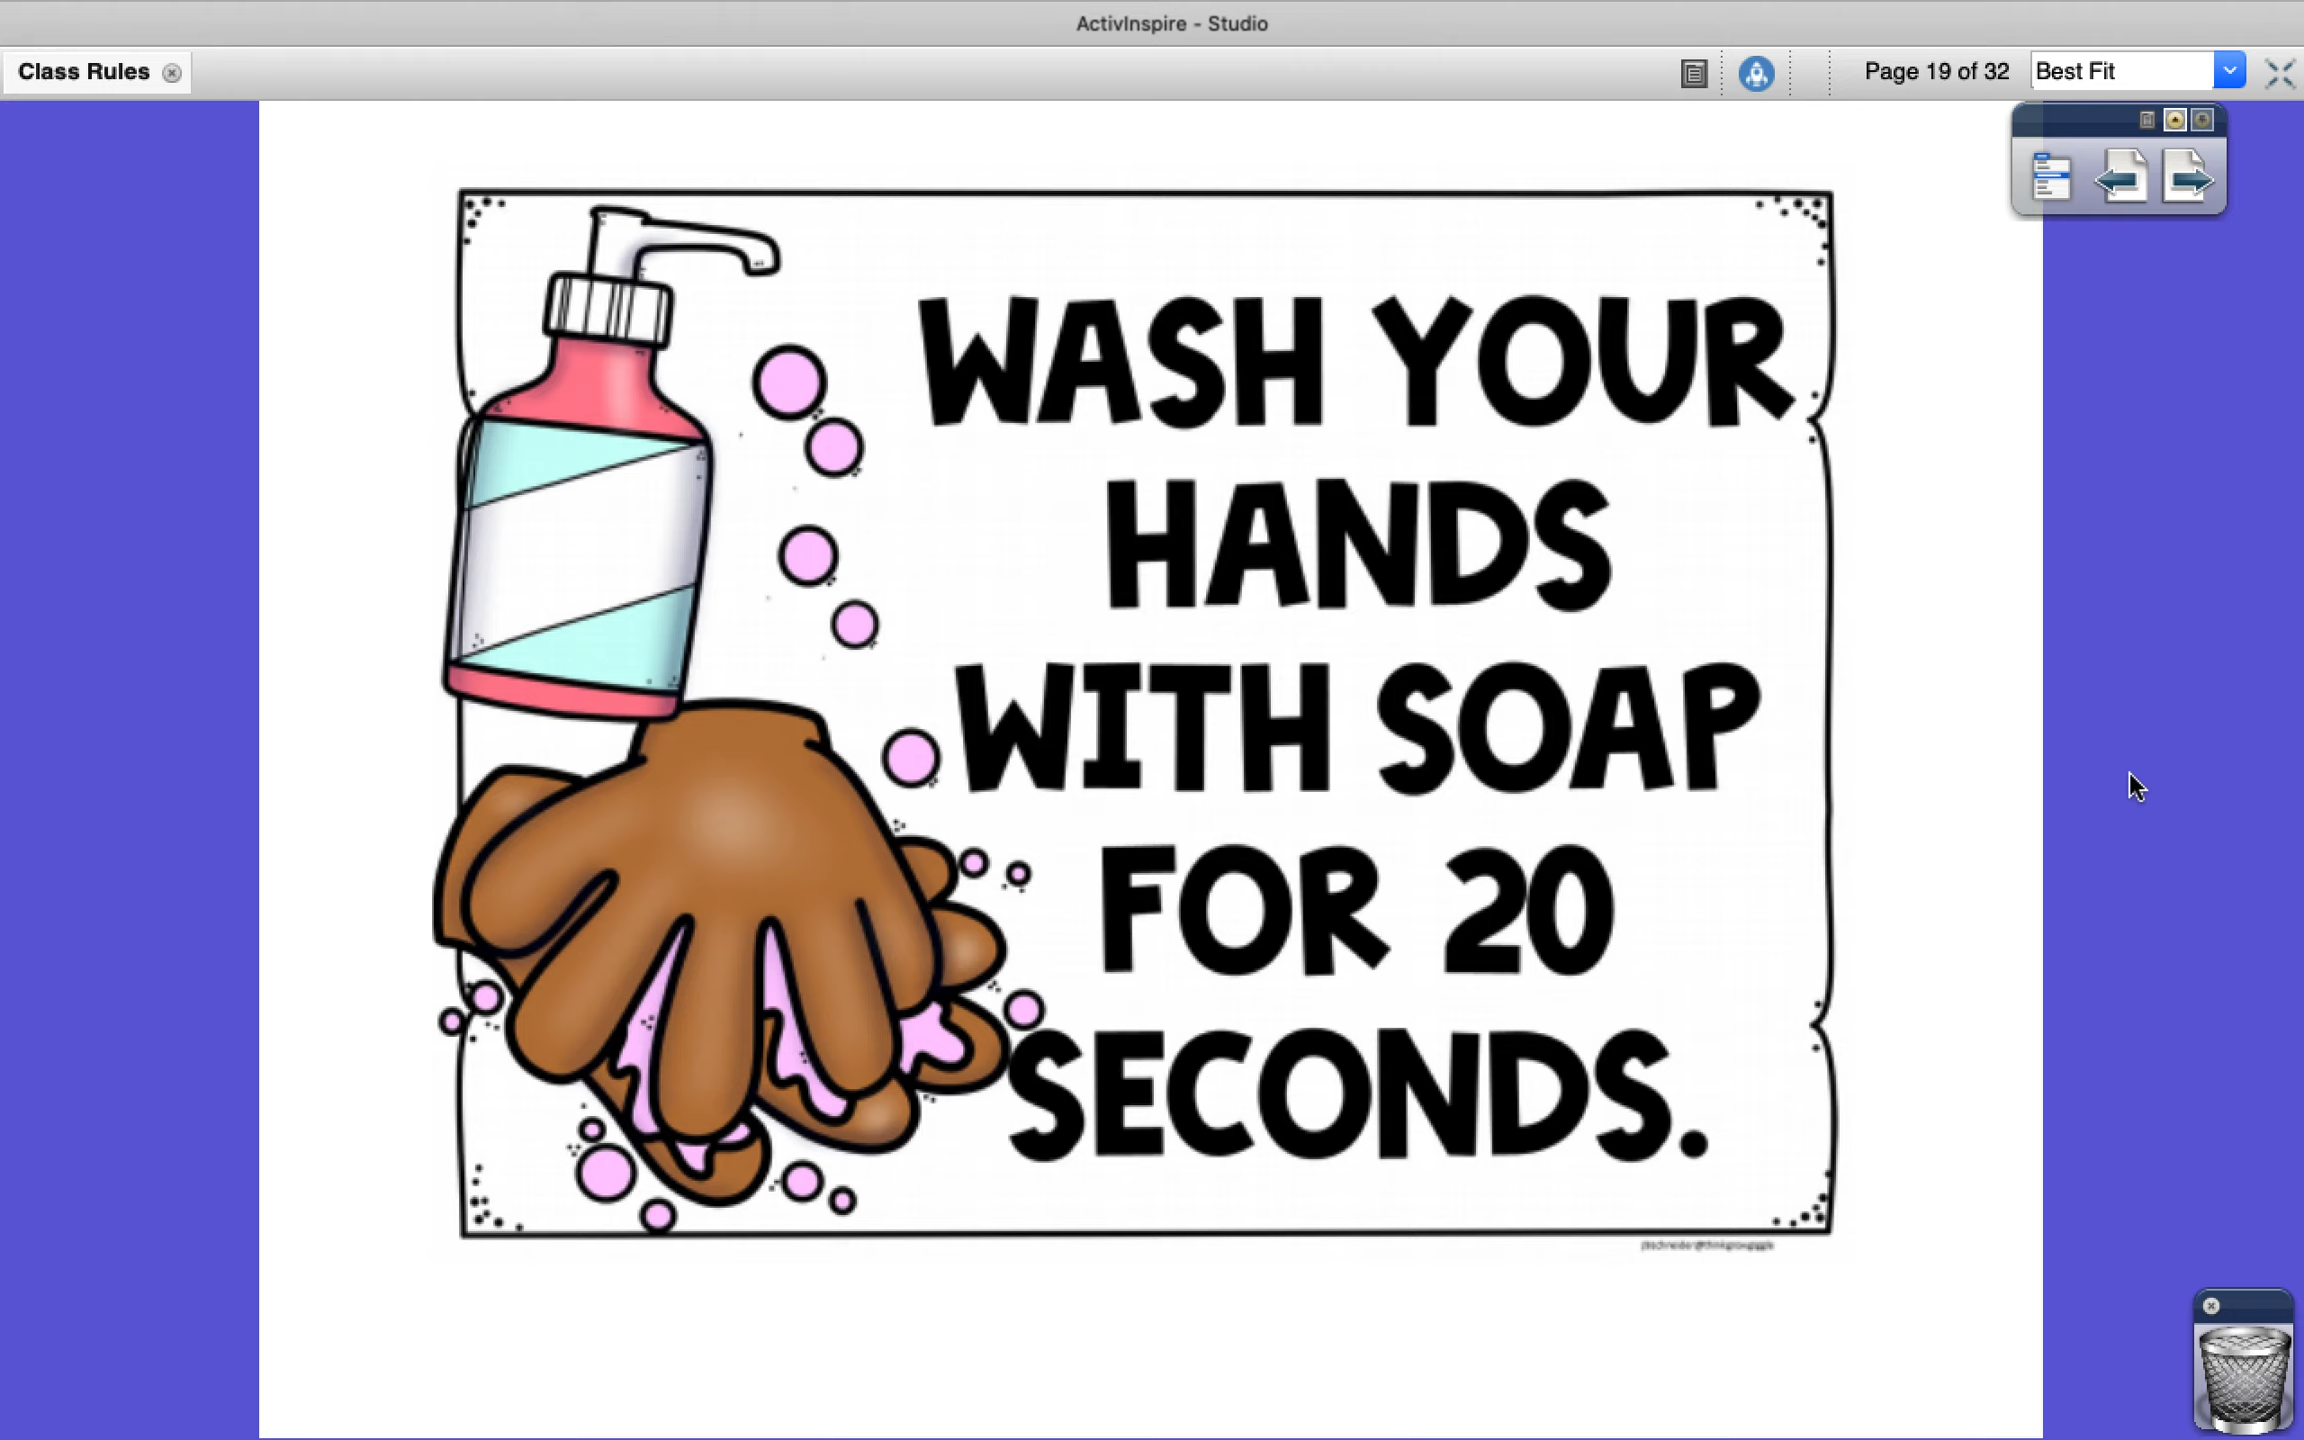 ActivInspire - Studio
Class Rules
Page 19 of 32
Best Fit
WASH YOUR
HANDS
WITH SOAP
FOR 20
SECONDS.